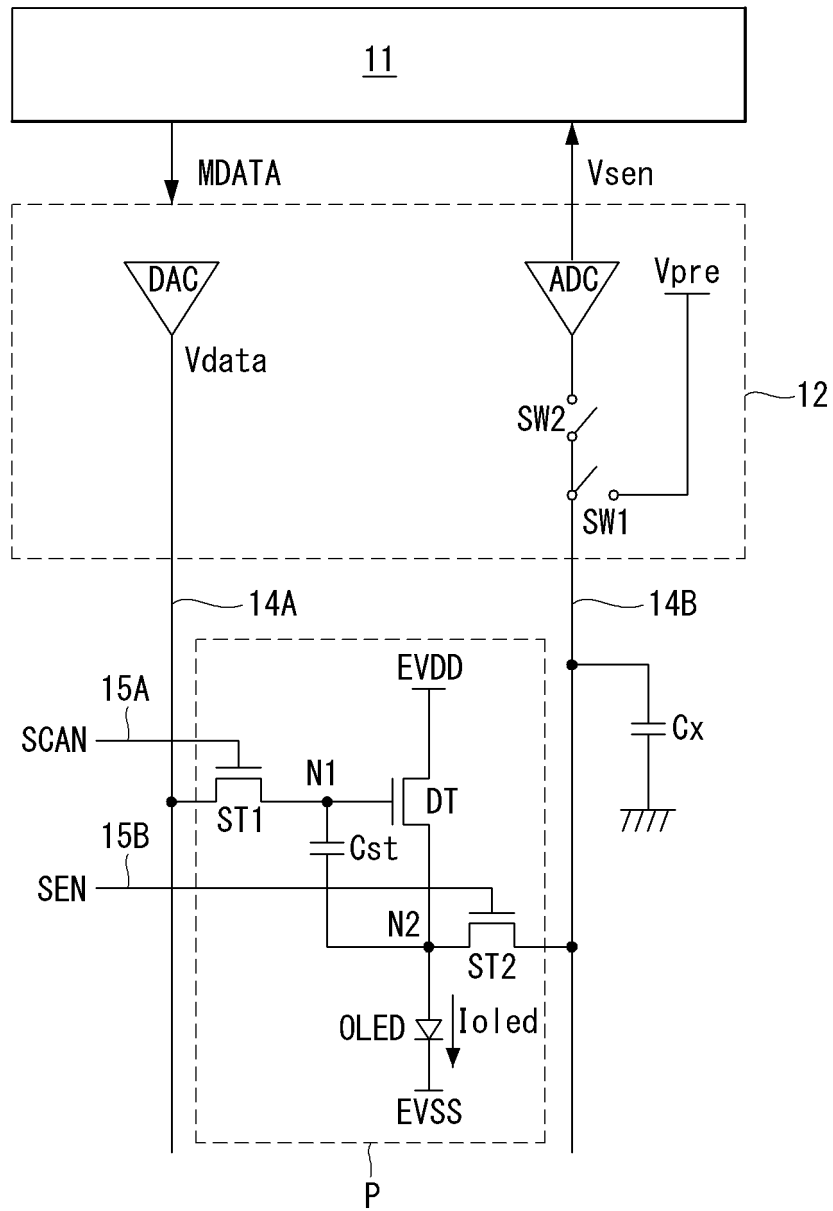 11
MDATA
Vsen
DAC
ADC
Vpre
Vdata
SW2
12
SW1
14A
14B
EVDD
15A
SCAN
Cx
N1
DT
ST1
15B
Cst
SEN
N2
ST2
OLED
Ioled
EVSS
P